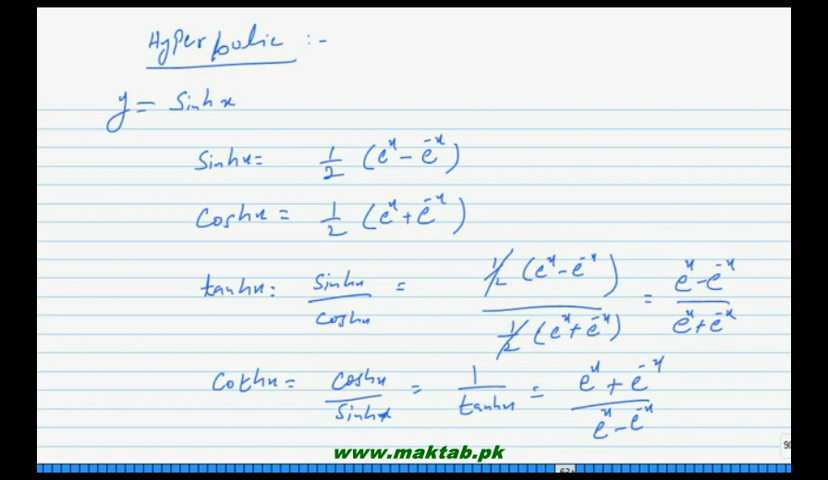 Hyperbolic :-
y = Sinhx
Sinhx = 1/2 (e^x - e^-x)
Coshx = 1/2 (e^x + e^-x)
tanhx = Sinhx/Coshx = 1/2 (e^x - e^-x) / 1/2 (e^x + e^-x) = e^x - e^-x / e^x + e^-x
Cothx = Coshx/Sinhx = 1/tanhx = e^x + e^-x / e^x - e^-x
www.maktab.pk